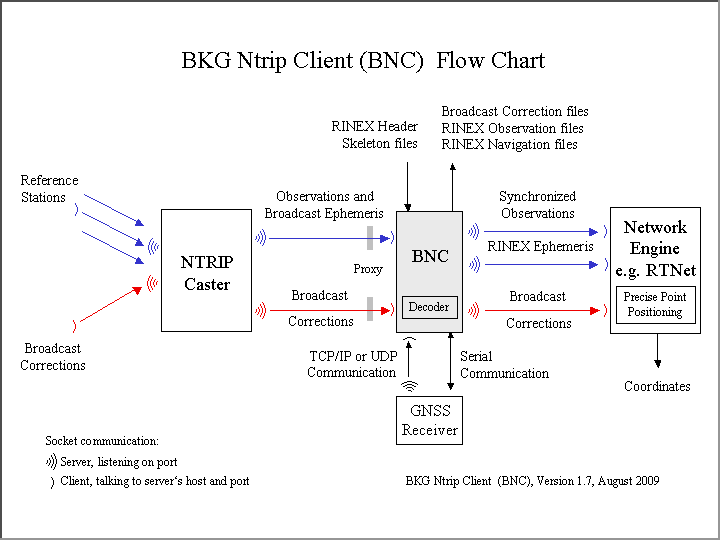 BKG Ntrip Client (BNC)  Flow Chart
RINEX Header
Skeleton files
Broadcast Correction files
RINEX Observation files
RINEX Navigation files
Reference
Stations
Observations and
Broadcast Ephemeris
Synchronized
Observations
NTRIP
Caster
Proxy
BNC
RINEX Ephemeris
Network
Engine
e.g. RTNet
Broadcast
Corrections
Decoder
Broadcast
Corrections
Precise Point
Positioning
Broadcast
Corrections
TCP/IP or UDP
Communication
Serial
Communication
Coordinates
GNSS
Receiver
Socket communication:
Server, listening on port
Client, talking to server's host and port
BKG Ntrip Client  (BNC), Version 1.7, August 2009